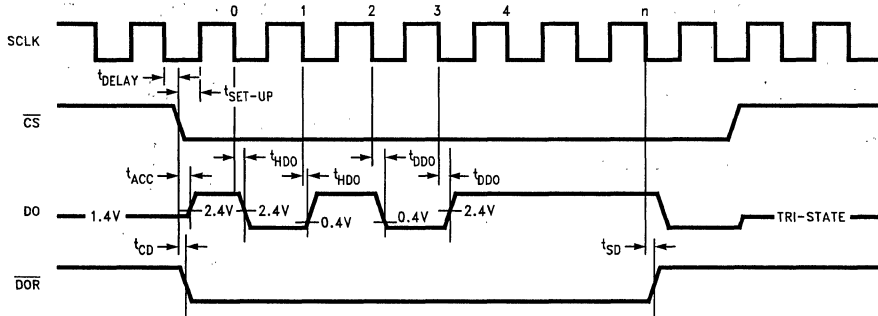 0 1 2 3 4 n
SCLK
tDELAY
tSET-UP
CS
tHDO tDDO
tACC tHDO tDDO
DO 1.4V 2.4V 2.4V 0.4V 0.4V 2.4V TRI-STATE
tCD tSD
DOR